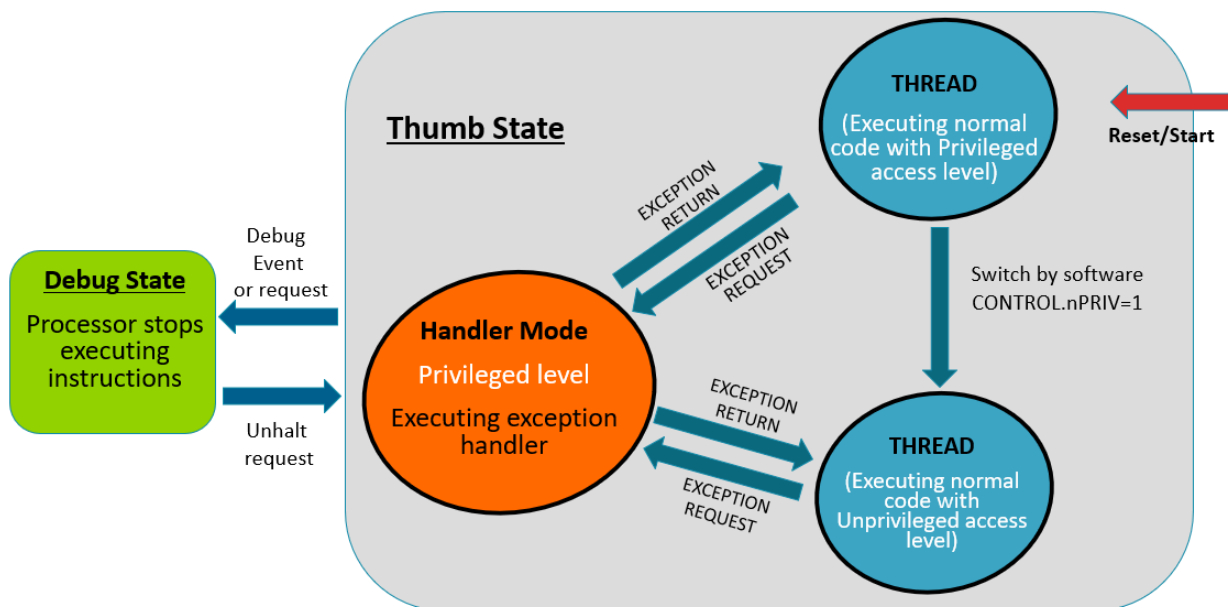 Thumb State
THREAD
(Executing normal
code with Privileged
access level)
Reset/Start
EXCEPTION
RETURN
EXCEPTION
REQUEST
Switch by software
CONTROL.nPRIV=1
Debug
Event
or request
Debug State
Processor stops
executing
instructions
Unhalt
request
Handler Mode
Privileged level
Executing exception
handler
EXCEPTION
RETURN
EXCEPTION
REQUEST
THREAD
(Executing normal
code with
Unprivileged access
level)